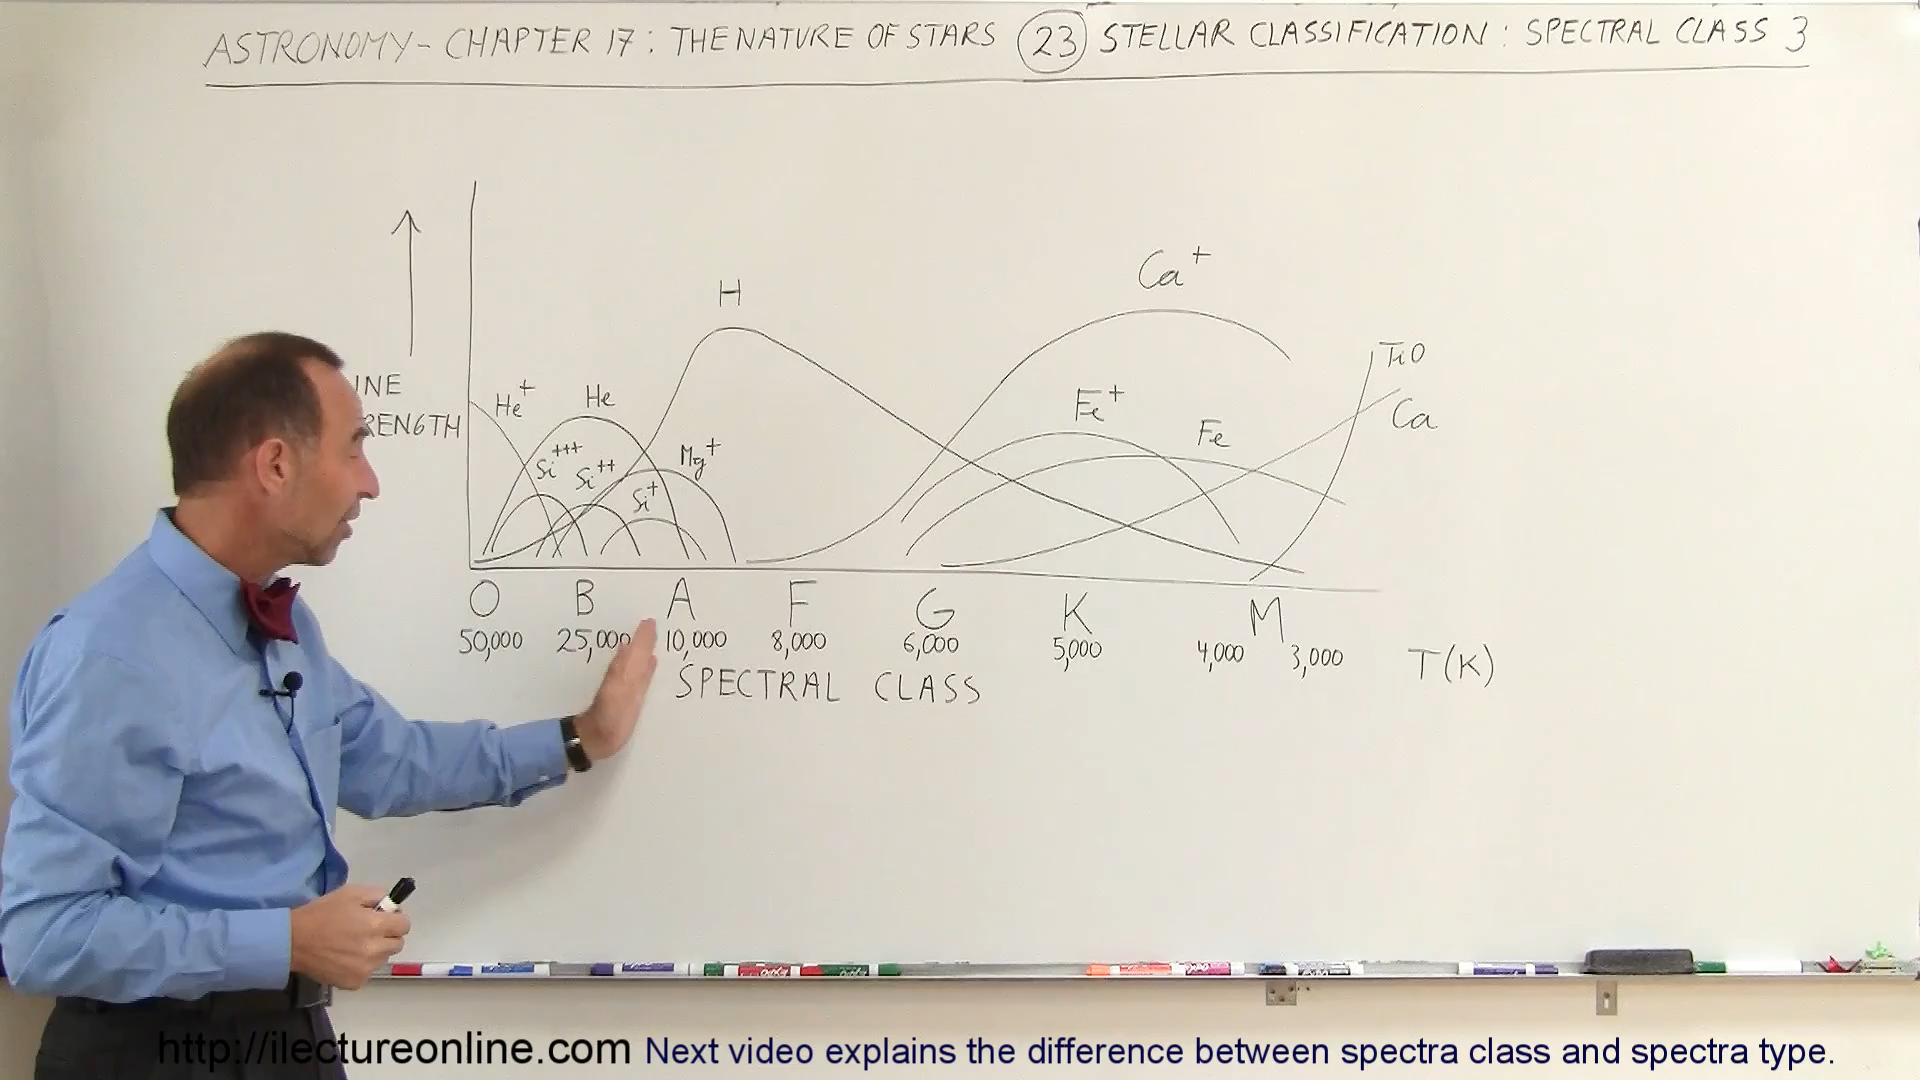 ASTRONOMY - CHAPTER 17: THE NATURE OF STARS (23) STELLAR CLASSIFICATION: SPECTRAL CLASS 3
Ca+
H
TiO
INE
He+
He
Fe+
Ca
RENGTH
Fe
Si+++
Si++
Mg+
Si+
O B A F G K M
50,000 25,000 10,000 8,000 6,000 5,000 4,000 3,000 T(K)
SPECTRAL CLASS
http://ilectureonline.com Next video explains the difference between spectra class and spectra type.